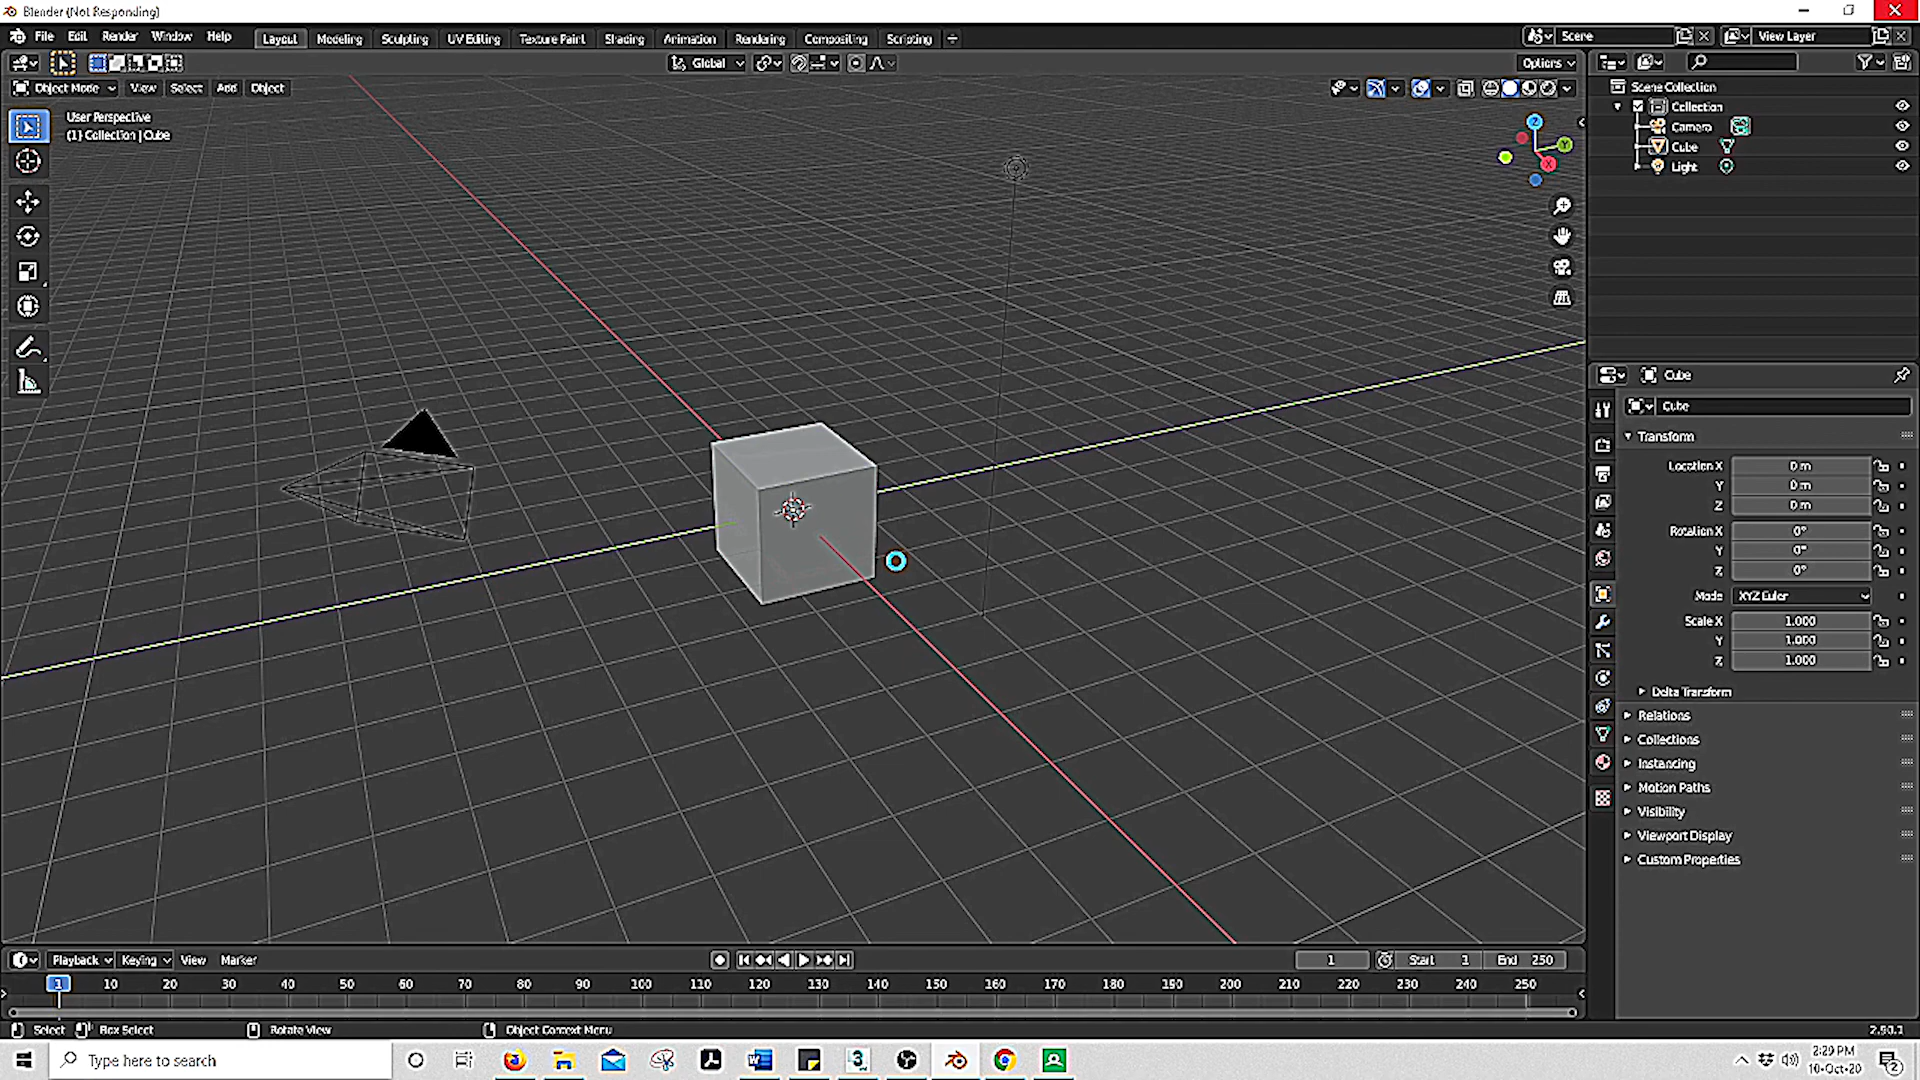 Blender (Not Responding)
File Edit Render Window Help Layout Modeling Sculpting UV Editing Texture Paint Shading Animation Rendering Compositing Scripting + Scene View Layer
Global Options
Object Mode View Select Add Object
User Perspective
(1) Collection | Cube
Z
Y
X
Scene Collection
Collection
Camera
Cube
Light
Cube
Cube
Transform
Location X 0 m
Y 0 m
Z 0 m
Rotation X 0°
Y 0°
Z 0°
Mode XYZ Euler
Scale X 1.000
Y 1.000
Z 1.000
Delta Transform
Relations
Collections
Instancing
Motion Paths
Visibility
Viewport Display
Custom Properties
Playback Keying View Marker 1 Start 1 End 250
1 10 20 30 40 50 60 70 80 90 100 110 120 130 140 150 160 170 180 190 200 210 220 230 240 250
Select Box Select Rotate View Object Context Menu 2.90.1
Type here to search
2:29 PM
10-Oct-20
2